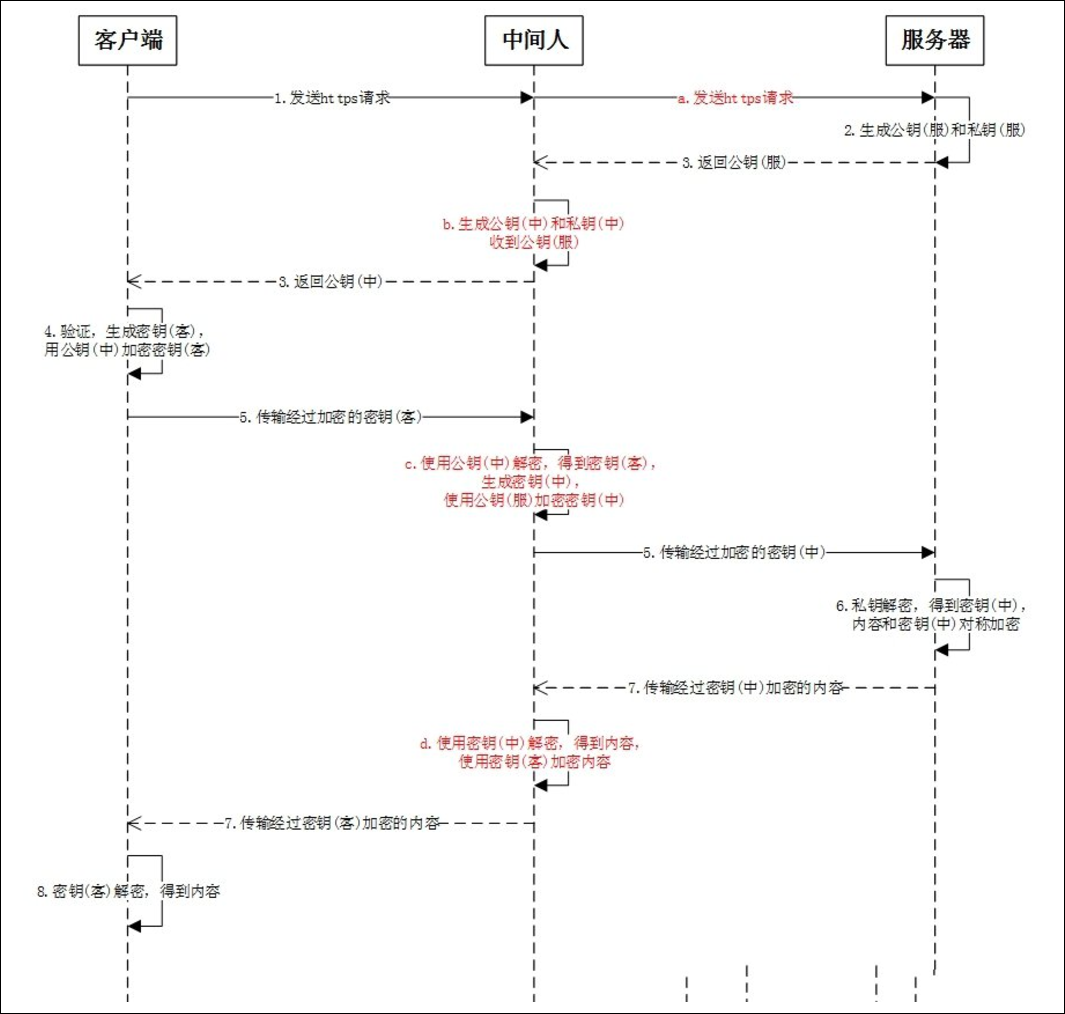 客户端
中间人
服务器
1.发送https请求
a.发送https请求
2.生成公钥(服)和私钥(服)
3.返回公钥(服)
b.生成公钥(中)和私钥(中)
收到公钥(服)
3.返回公钥(中)
4.验证，生成密钥(客)，
用公钥(中)加密密钥(客)
5.传输经过加密的密钥(客)
c.使用公钥(中)解密，得到密钥(客)，
生成密钥(中)，
使用公钥(服)加密密钥(中)
5.传输经过加密的密钥(中)
6.私钥解密，得到密钥(中)，
内容和密钥(中)对称加密
7.传输经过密钥(中)加密的内容
d.使用密钥(中)解密，得到内容，
使用密钥(客)加密内容
7.传输经过密钥(客)加密的内容
8.密钥(客)解密，得到内容